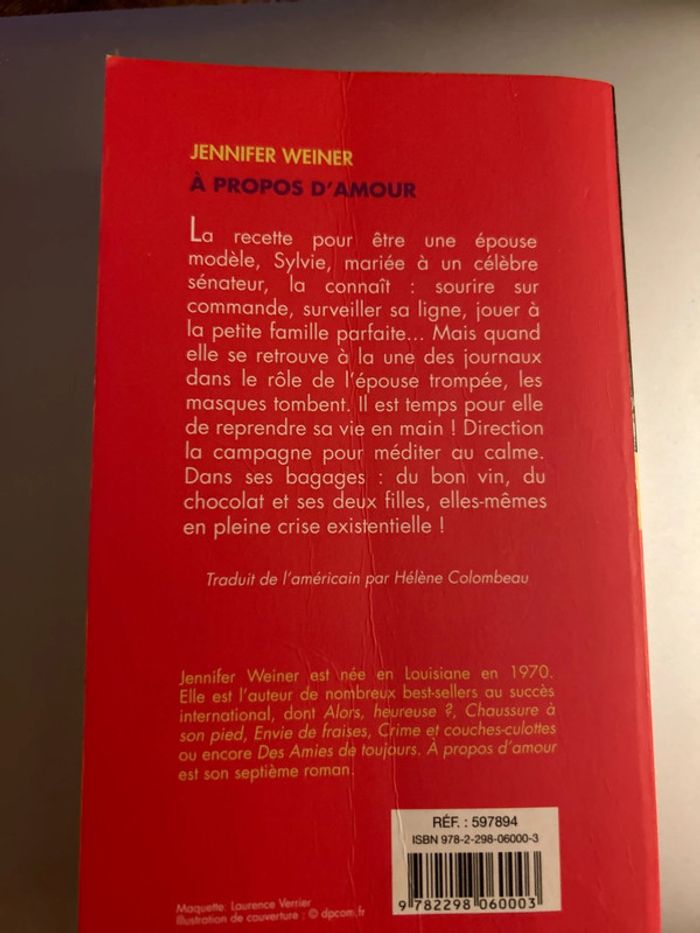 JENNIFER WEINER
À PROPOS D'AMOUR
La recette pour être une épouse
modèle, Sylvie, mariée à un célèbre
sénateur, la connaît : sourire sur
commande, surveiller sa ligne, jouer à
la petite famille parfaite... Mais quand
elle se retrouve à la une des journaux
dans le rôle de l'épouse trompée, les
masques tombent. Il est temps pour elle
de reprendre sa vie en main ! Direction
la campagne pour méditer au calme.
Dans ses bagages : du bon vin, du
chocolat et ses deux filles, elles-mêmes
en pleine crise existentielle !
Traduit de l'américain par Hélène Colombeau
Jennifer Weiner est née en Louisiane en 1970.
Elle est l'auteur de nombreux best-sellers au succès
international, dont Alors, heureuse ?, Chaussure à
son pied, Envie de fraises, Crime et couches-culottes
ou encore Des Amies de toujours. À propos d'amour
est son septième roman.
RÉF. : 597894
ISBN 978-2-298-06000-3
9 782298 060003
Maquette: Laurence Verrier
Illustration de couverture : © dpcom.fr